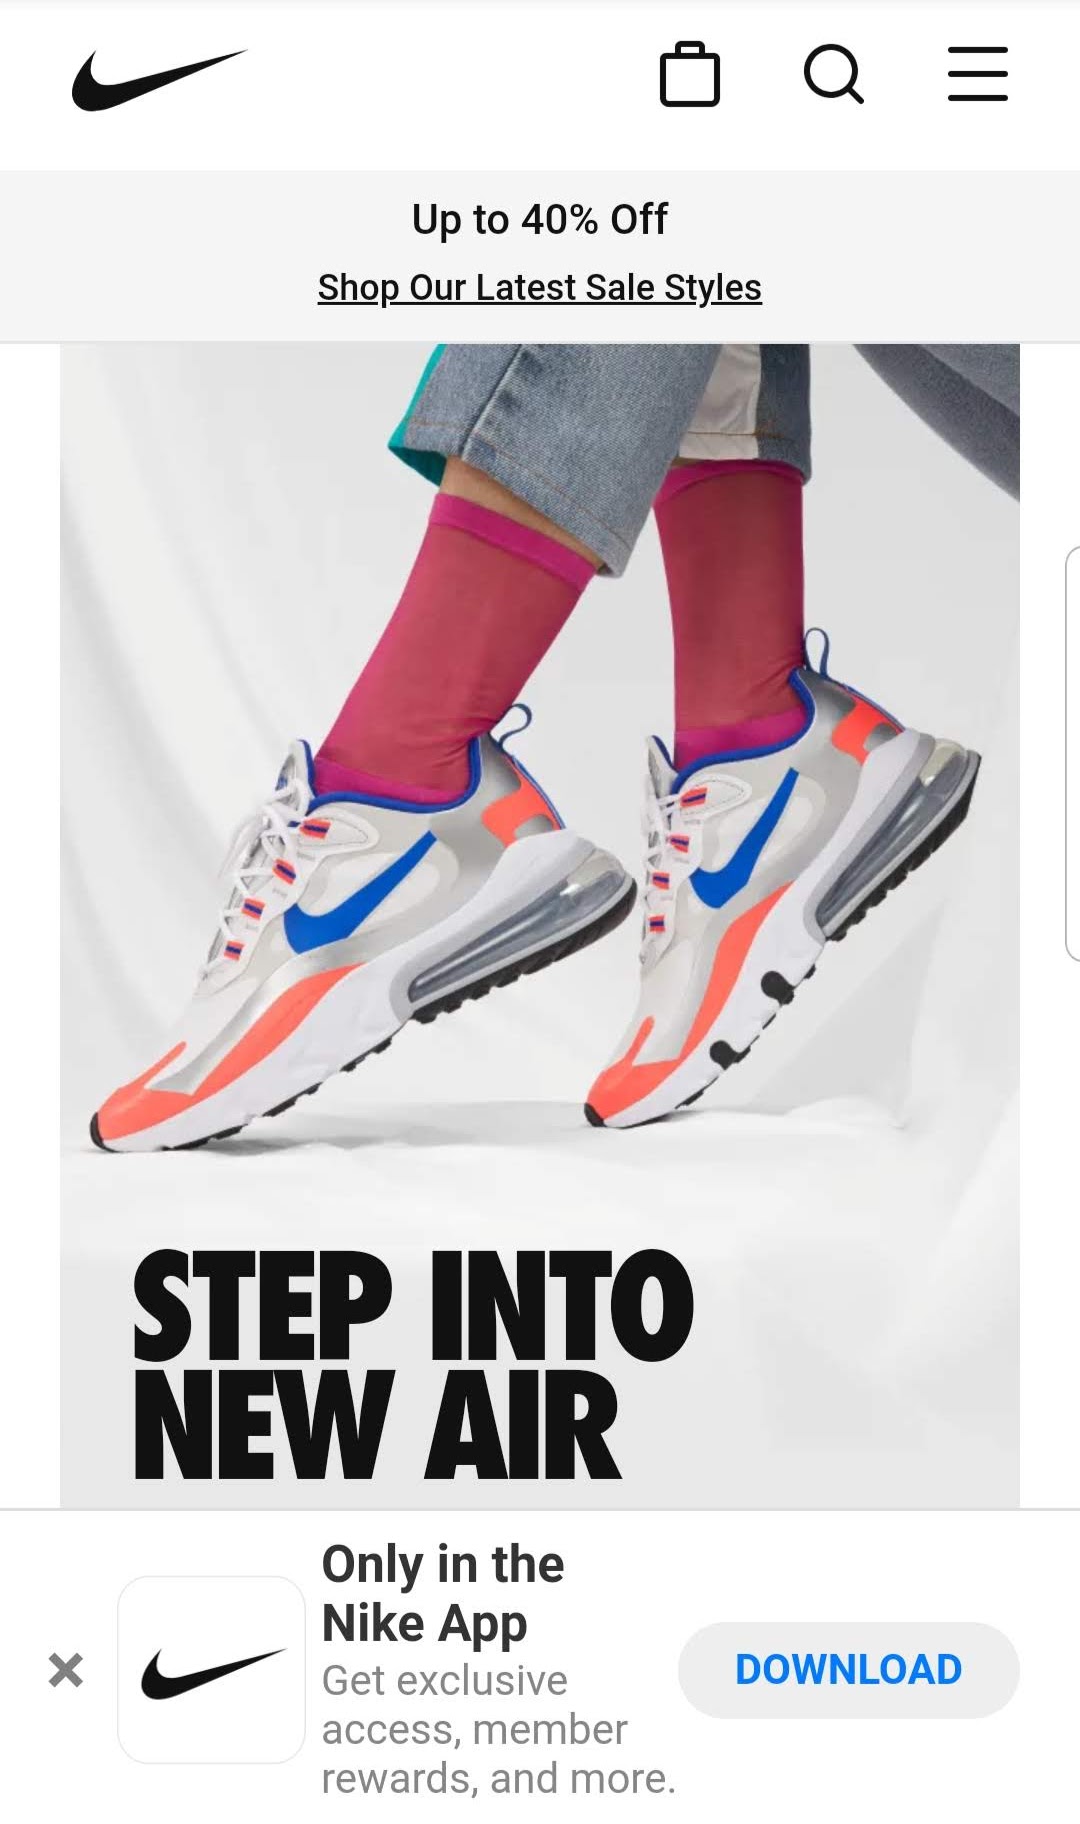 Up to 40% Off
Shop Our Latest Sale Styles
STEP INTO
NEW AIR
Only in the
Nike App
Get exclusive
access, member
rewards, and more.
DOWNLOAD